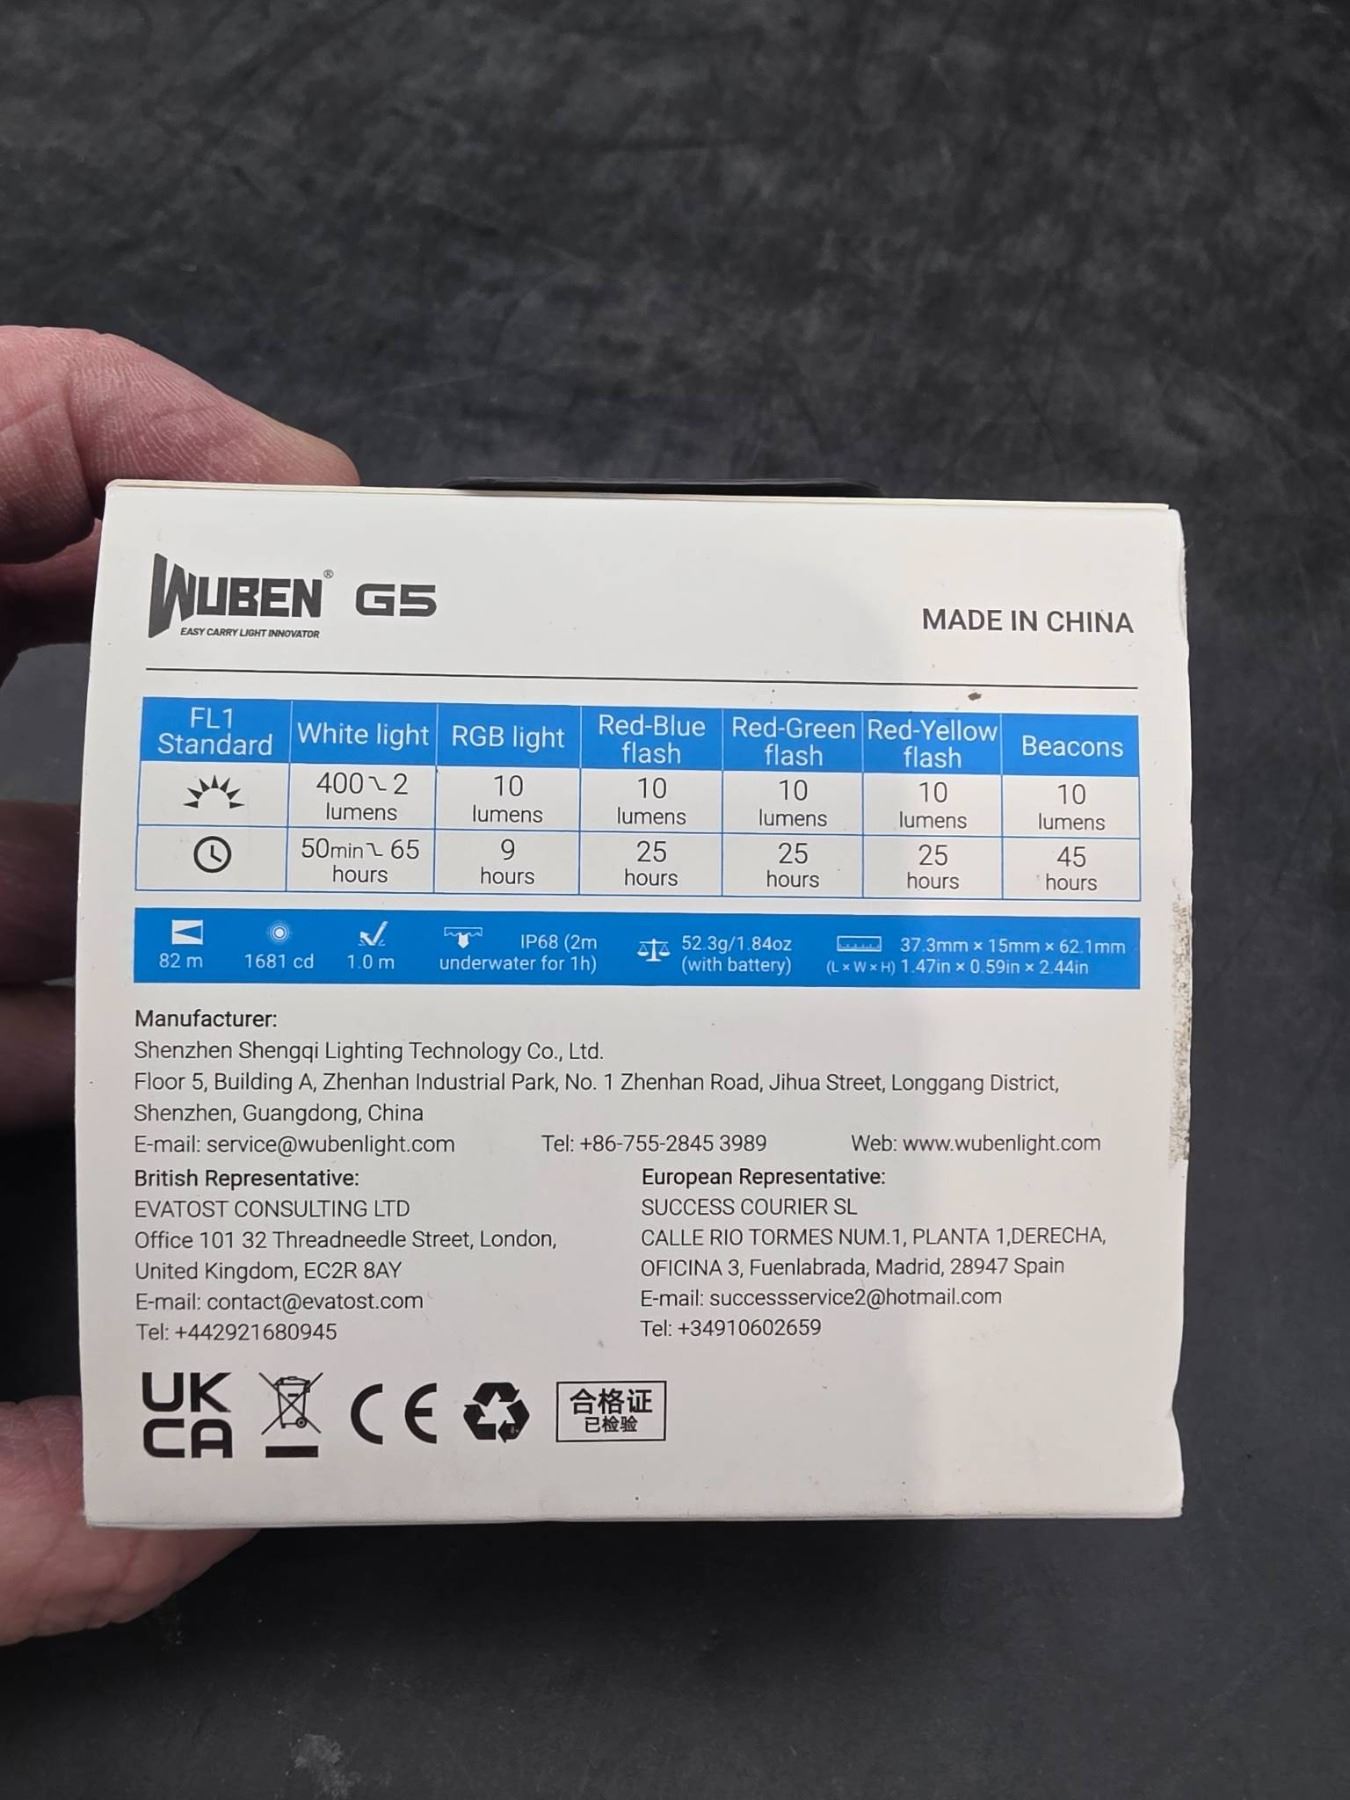 WUBEN® G5
EASY CARRY LIGHT INNOVATOR
MADE IN CHINA
FL1 Standard White light RGB light Red-Blue flash Red-Green flash Red-Yellow flash Beacons
400 2 lumens 10 lumens 10 lumens 10 lumens 10 lumens 10 lumens
50min 65 hours 9 hours 25 hours 25 hours 25 hours 45 hours
82 m 1681 cd 1.0 m IP68 (2m underwater for 1h) 52.3g/1.84oz (with battery) 37.3mm × 15mm × 62.1mm
(L × W × H) 1.47in × 0.59in × 2.44in
Manufacturer:
Shenzhen Shengqi Lighting Technology Co., Ltd.
Floor 5, Building A, Zhenhan Industrial Park, No. 1 Zhenhan Road, Jihua Street, Longgang District,
Shenzhen, Guangdong, China
E-mail: service@wubenlight.com Tel: +86-755-2845 3989 Web: www.wubenlight.com
British Representative:
EVATOST CONSULTING LTD
Office 101 32 Threadneedle Street, London,
United Kingdom, EC2R 8AY
E-mail: contact@evatost.com
Tel: +442921680945
European Representative:
SUCCESS COURIER SL
CALLE RIO TORMES NUM.1, PLANTA 1,DERECHA,
OFICINA 3, Fuenlabrada, Madrid, 28947 Spain
E-mail: successservice2@hotmail.com
Tel: +34910602659
UK
CA
CE
合格证
已检验